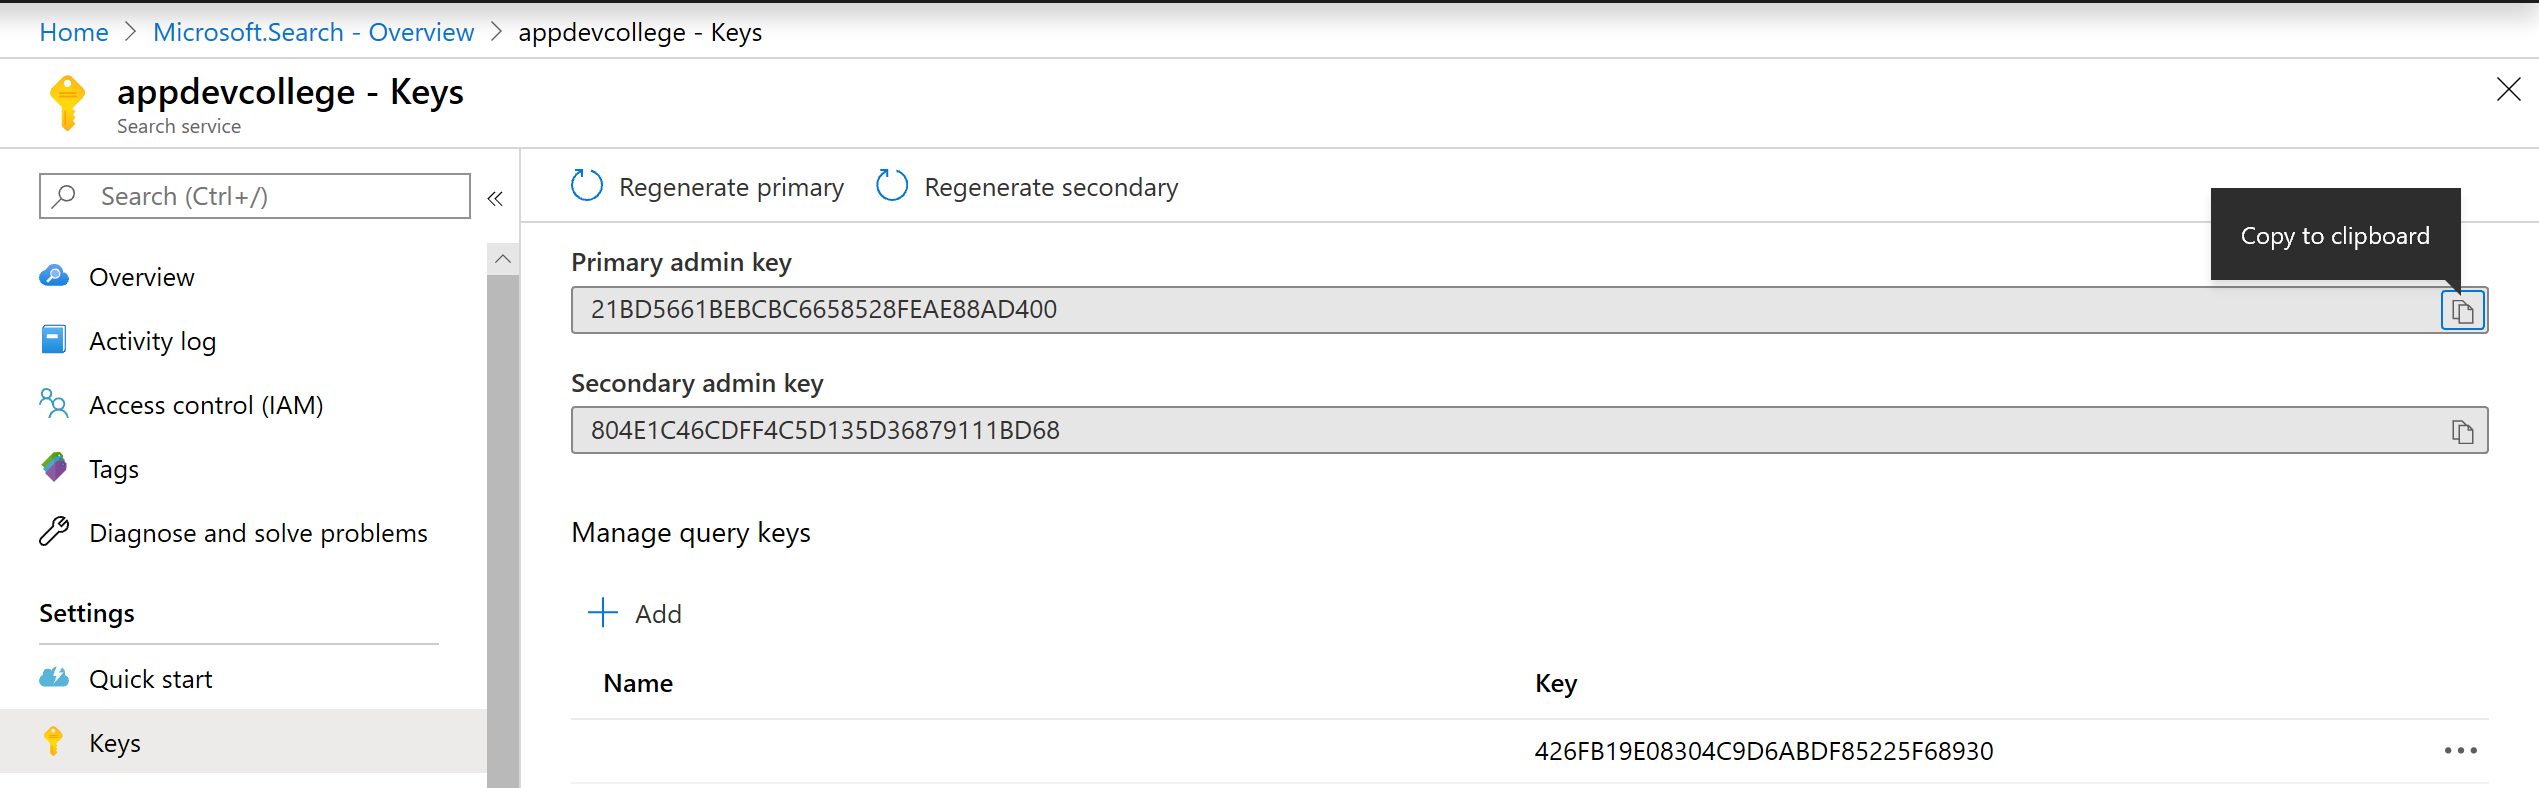 Home > Microsoft.Search - Overview > appdevcollege - Keys
appdevcollege - Keys
Search service
Search (Ctrl+/)
«
Overview
Activity log
Access control (IAM)
Tags
Diagnose and solve problems
Settings
Quick start
Keys
Regenerate primary
Regenerate secondary
Copy to clipboard
Primary admin key
21BD5661BEBCBC6658528FEAE88AD400
Secondary admin key
804E1C46CDFF4C5D135D36879111BD68
Manage query keys
Add
Name Key
426FB19E08304C9D6ABDF85225F68930